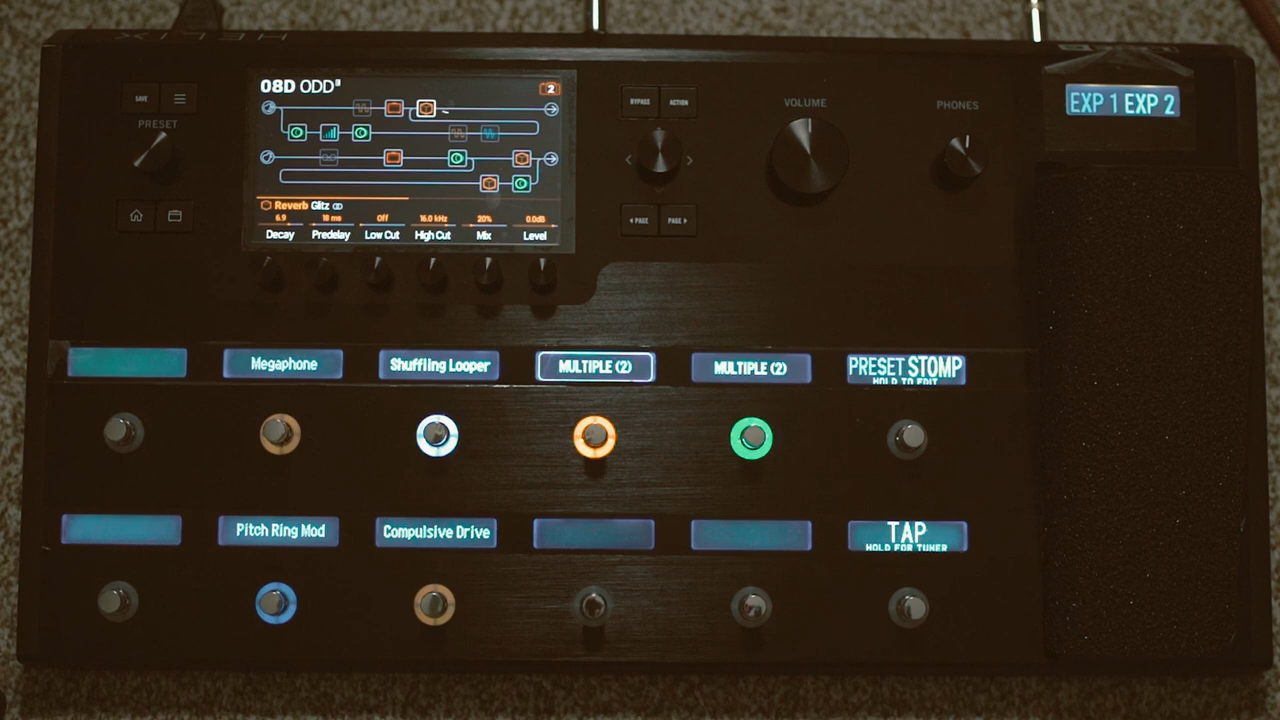 HELIX
SAVE
PRESET
08D ODD
2
Reverb Glitz
6.9 18 ms Off 16.0 kHz 20% 0.0dB
Decay Predelay Low Cut High Cut Mix Level
BYPASS ACTION
< >
PAGE PAGE
VOLUME
PHONES
EXP 1 EXP 2
Megaphone
Shuffling Looper
MULTIPLE (2)
MULTIPLE (2)
PRESET STOMP
HOLD TO EDIT
Pitch Ring Mod
Compulsive Drive
TAP
HOLD FOR TUNER